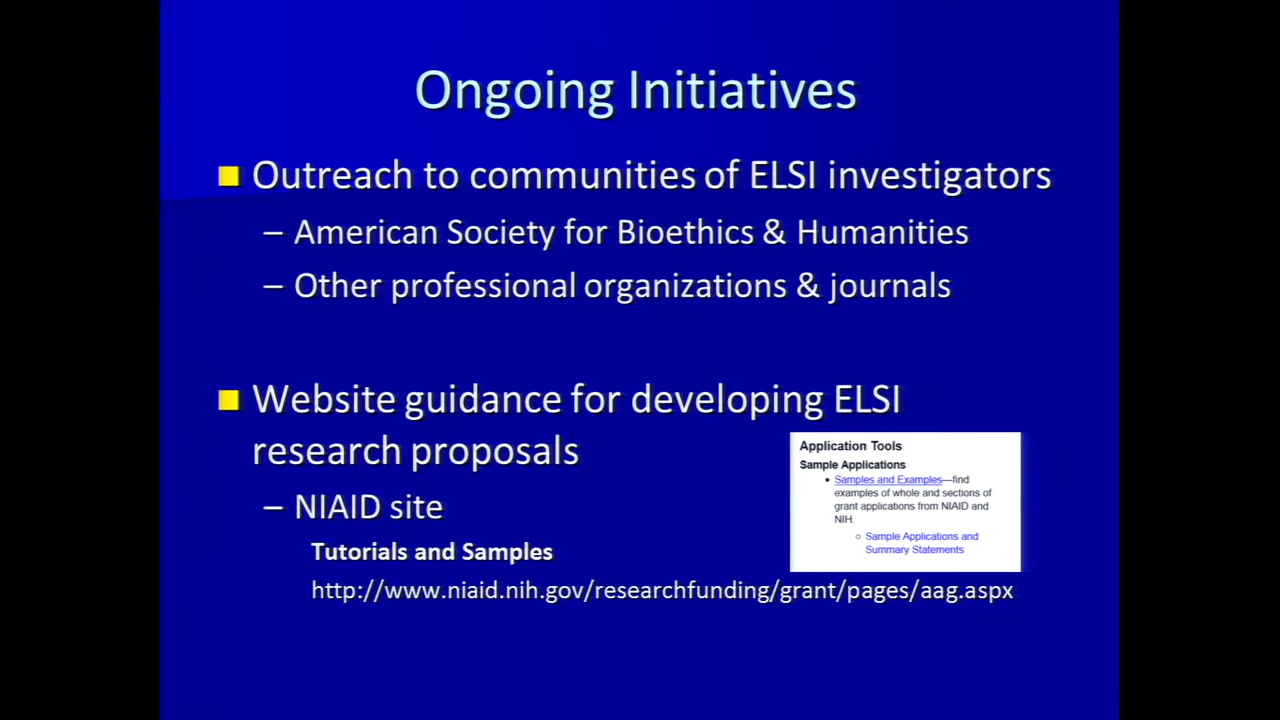 Ongoing Initiatives
Outreach to communities of ELSI investigators
– American Society for Bioethics & Humanities
– Other professional organizations & journals
Website guidance for developing ELSI
research proposals
– NIAID site
Tutorials and Samples
http://www.niaid.nih.gov/researchfunding/grant/pages/aag.aspx
Application Tools
Sample Applications
• Samples and Examples—find
examples of whole and sections of
grant applications from NIAID and
NIH.
○ Sample Applications and
Summary Statements